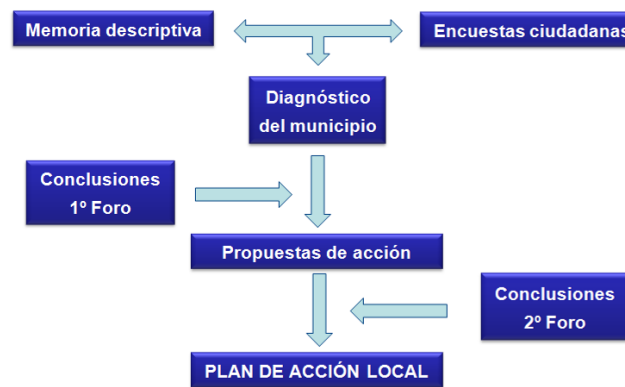 Memoria descriptiva
Encuestas ciudadanas
Diagnóstico
del municipio
Conclusiones
1º Foro
Propuestas de acción
Conclusiones
2º Foro
PLAN DE ACCIÓN LOCAL